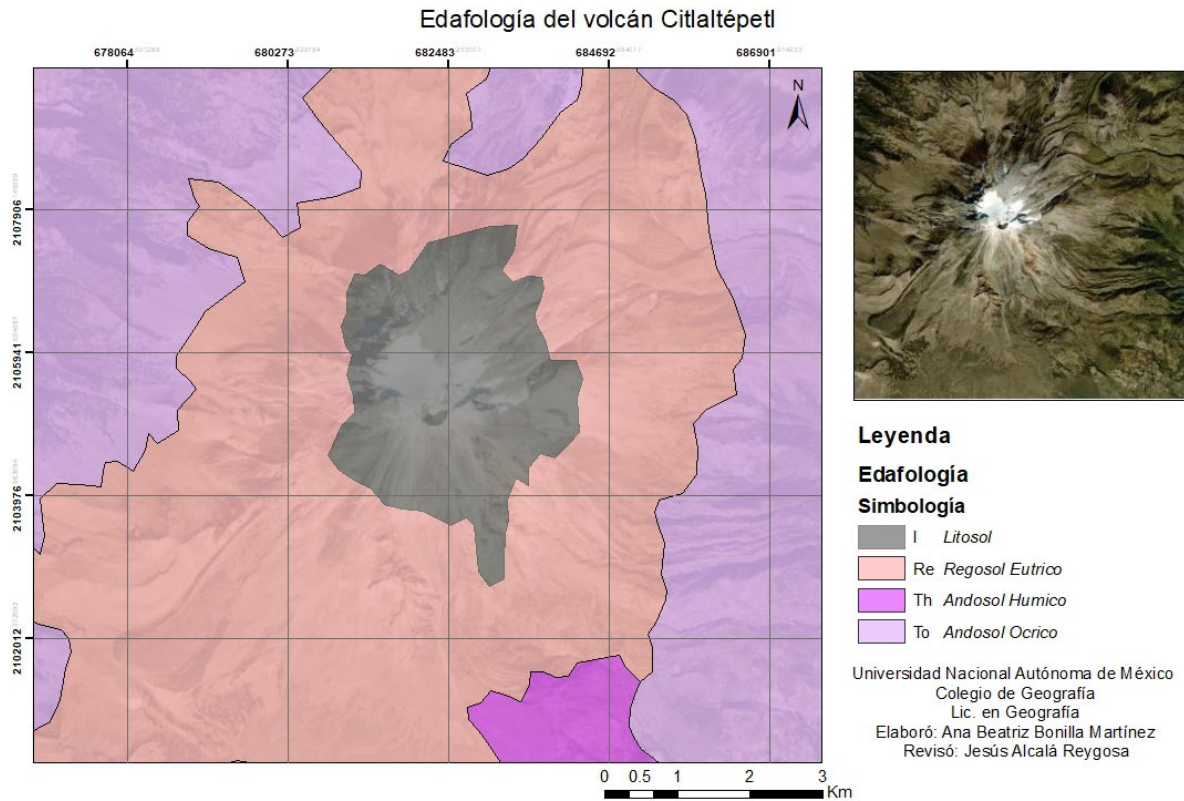 Edafología del volcán Citlaltépetl
678064
680273
682483
684692
686901
N
2107906
2105941
2103976
2102012
Leyenda
Edafología
Simbología
I Litosol
Re Regosol Eutrico
Th Andosol Humico
To Andosol Ocrico
Universidad Nacional Autónoma de México
Colegio de Geografía
Lic. en Geografía
Elaboró: Ana Beatriz Bonilla Martínez
Revisó: Jesús Alcalá Reygosa
0 0.5 1 2 3
Km